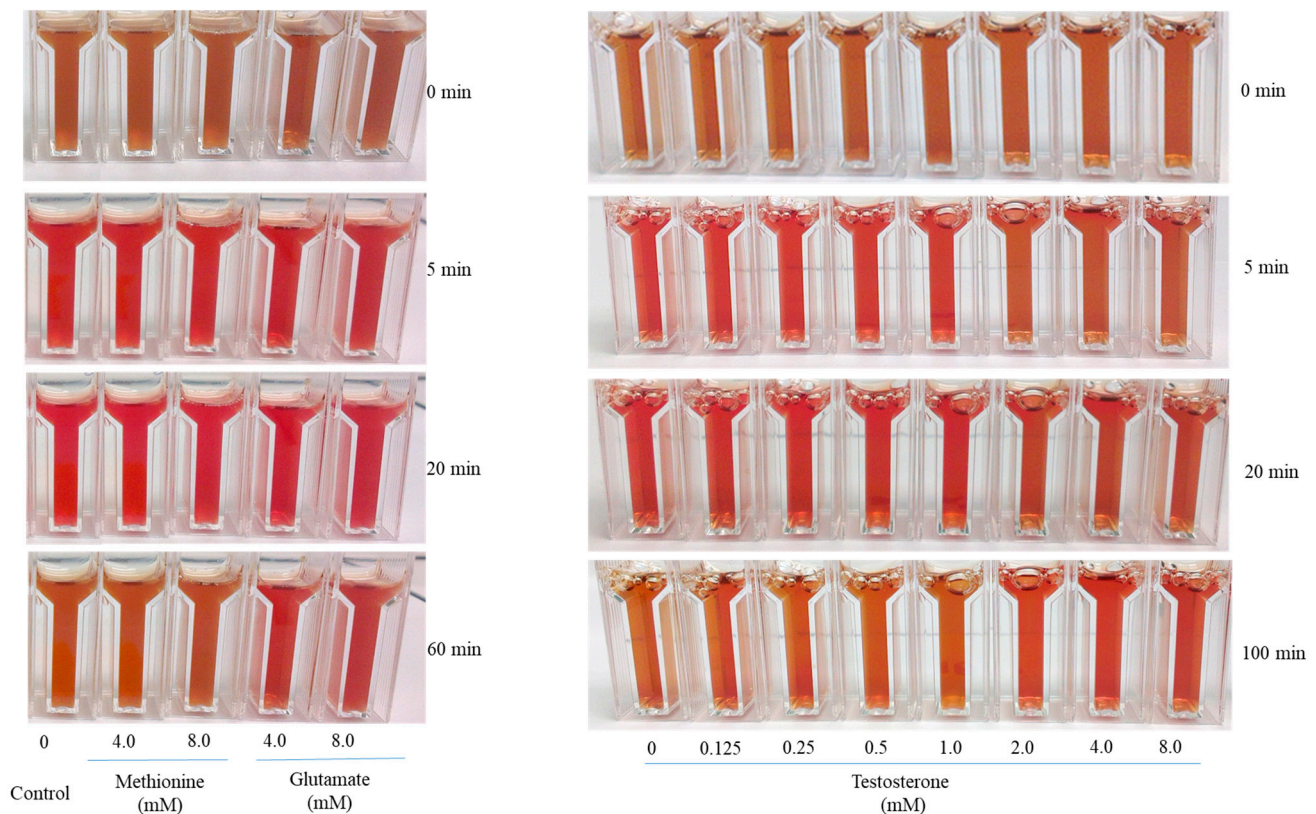 0 min
5 min
20 min
60 min
0 4.0 8.0 4.0 8.0
Control
Methionine
(mM)
Glutamate
(mM)
0 min
5 min
20 min
100 min
0 0.125 0.25 0.5 1.0 2.0 4.0 8.0
Testosterone
(mM)